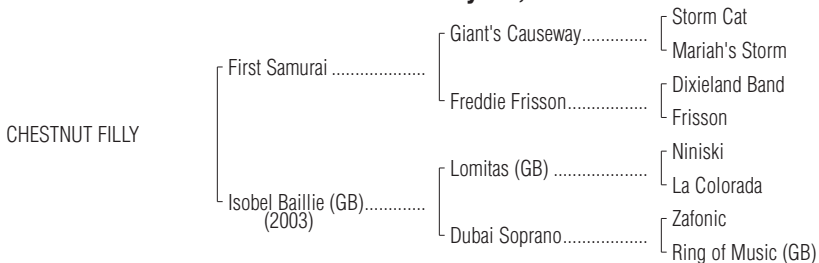 Storm Cat
Giant's Causeway..............
Mariah's Storm
First Samurai ....................
Dixieland Band
Freddie Frisson.................
Frisson
CHESTNUT FILLY
Niniski
Lomitas (GB) ....................
La Colorada
Isobel Baillie (GB).............
(2003)
Zafonic
Dubai Soprano..................
Ring of Music (GB)